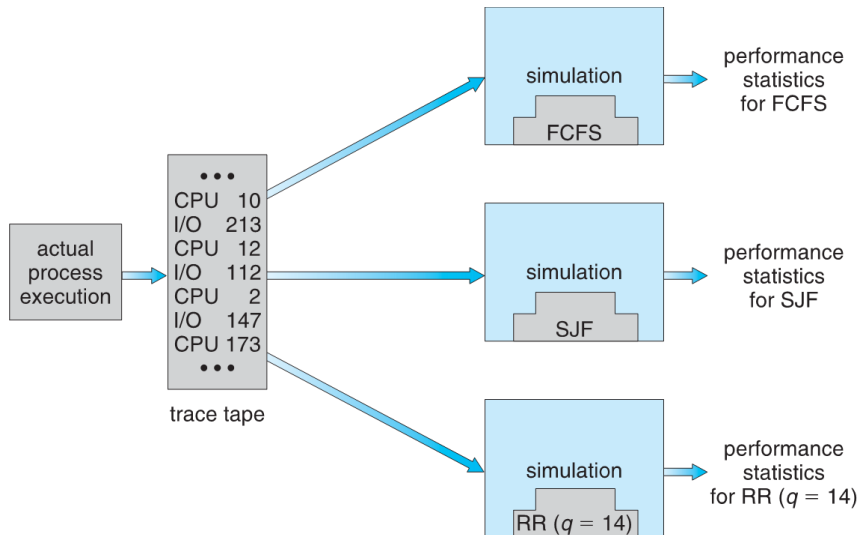 actual
process
execution
• • •
CPU 10
I/O 213
CPU 12
I/O 112
CPU 2
I/O 147
CPU 173
• • •
trace tape
simulation
FCFS
performance
statistics
for FCFS
simulation
SJF
performance
statistics
for SJF
simulation
RR (q = 14)
performance
statistics
for RR (q = 14)